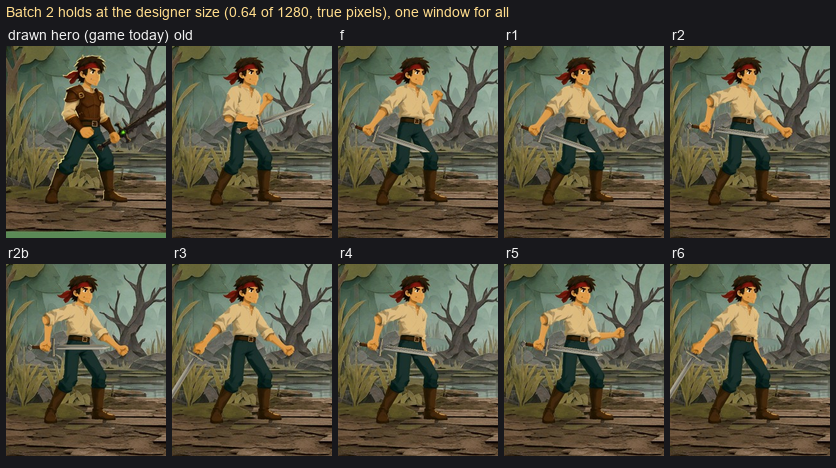 Batch 2 holds at the designer size (0.64 of 1280, true pixels), one window for all
drawn hero (game today) old f r1 r2
r2b r3 r4 r5 r6